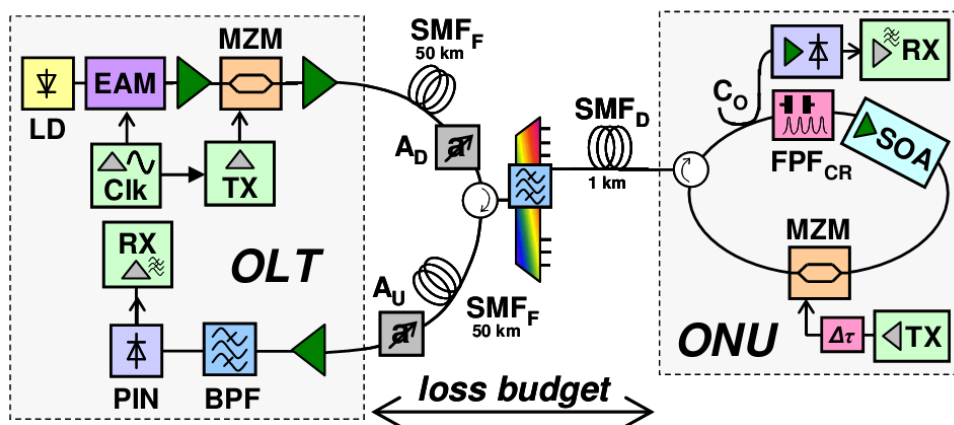 MZM
EAM
LD
Clk
TX
RX
OLT
PIN
BPF
SMF_F
50 km
A_D
a
A_U
a
SMF_F
50 km
SMF_D
1 km
loss budget
C_O
RX
FPF_CR
SOA
MZM
Δτ
TX
ONU